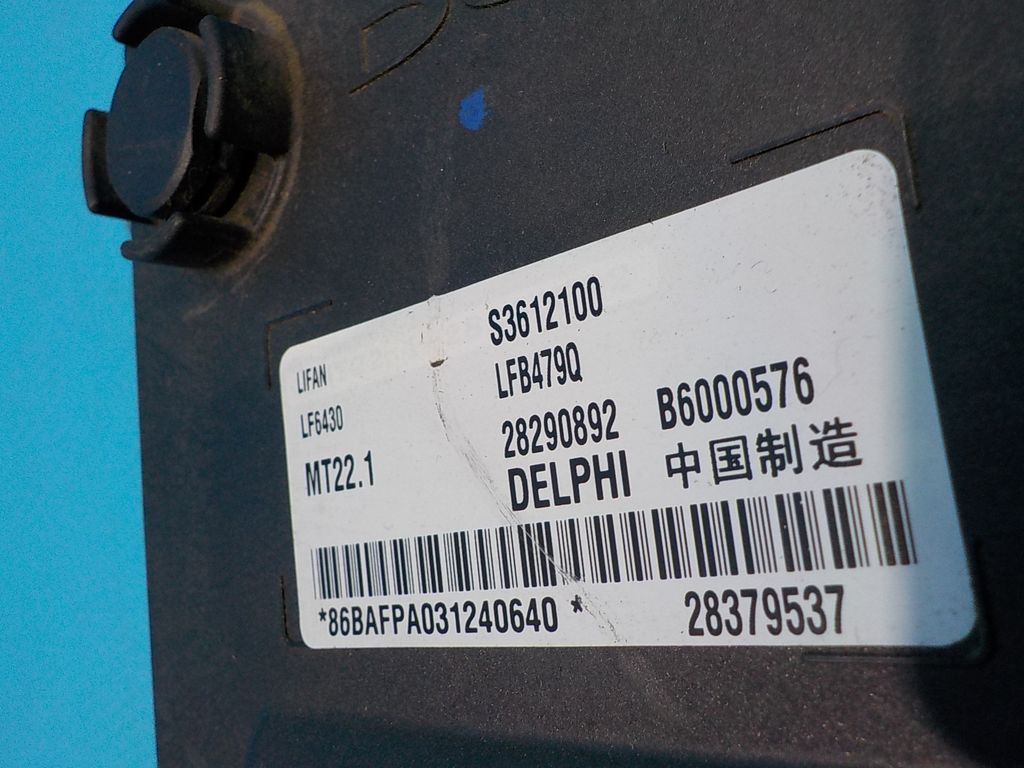 LIFAN
S3612100
LF6430
LFB479Q
MT22.1
28290892 B6000576
DELPHI 中国制造
*86BAFPA031240640 *
28379537